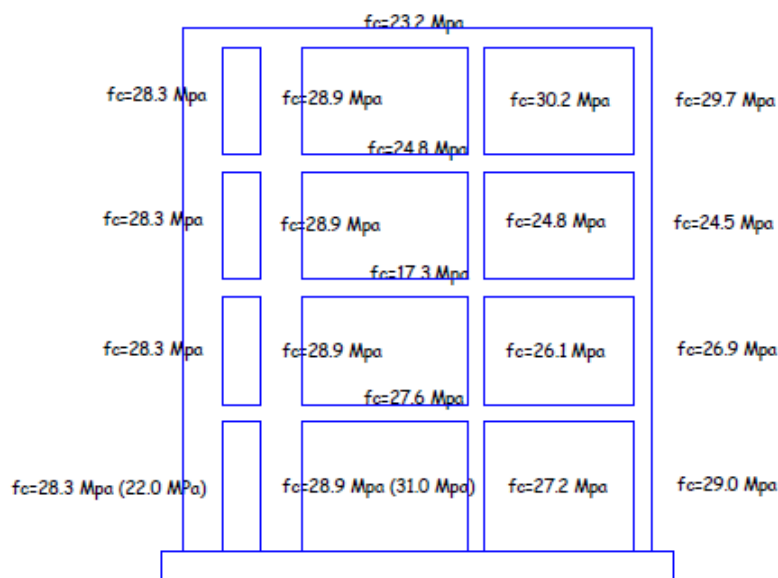 fc=23.2 Mpa
fc=28.3 Mpa fc=28.9 Mpa fc=30.2 Mpa fc=29.7 Mpa
fc=24.8 Mpa
fc=28.3 Mpa fc=28.9 Mpa fc=24.8 Mpa fc=24.5 Mpa
fc=17.3 Mpa
fc=28.3 Mpa fc=28.9 Mpa fc=26.1 Mpa fc=26.9 Mpa
fc=27.6 Mpa
fc=28.3 Mpa (22.0 MPa) fc=28.9 Mpa (31.0 Mpa) fc=27.2 Mpa fc=29.0 Mpa